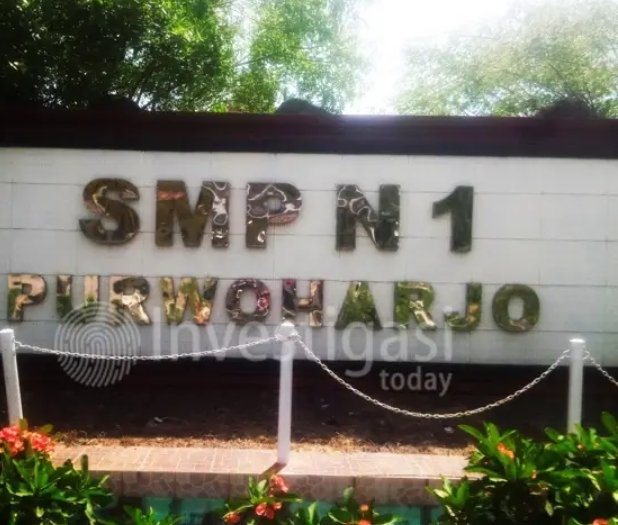 SMP N 1
PURWOHARJO
Investigasi
today